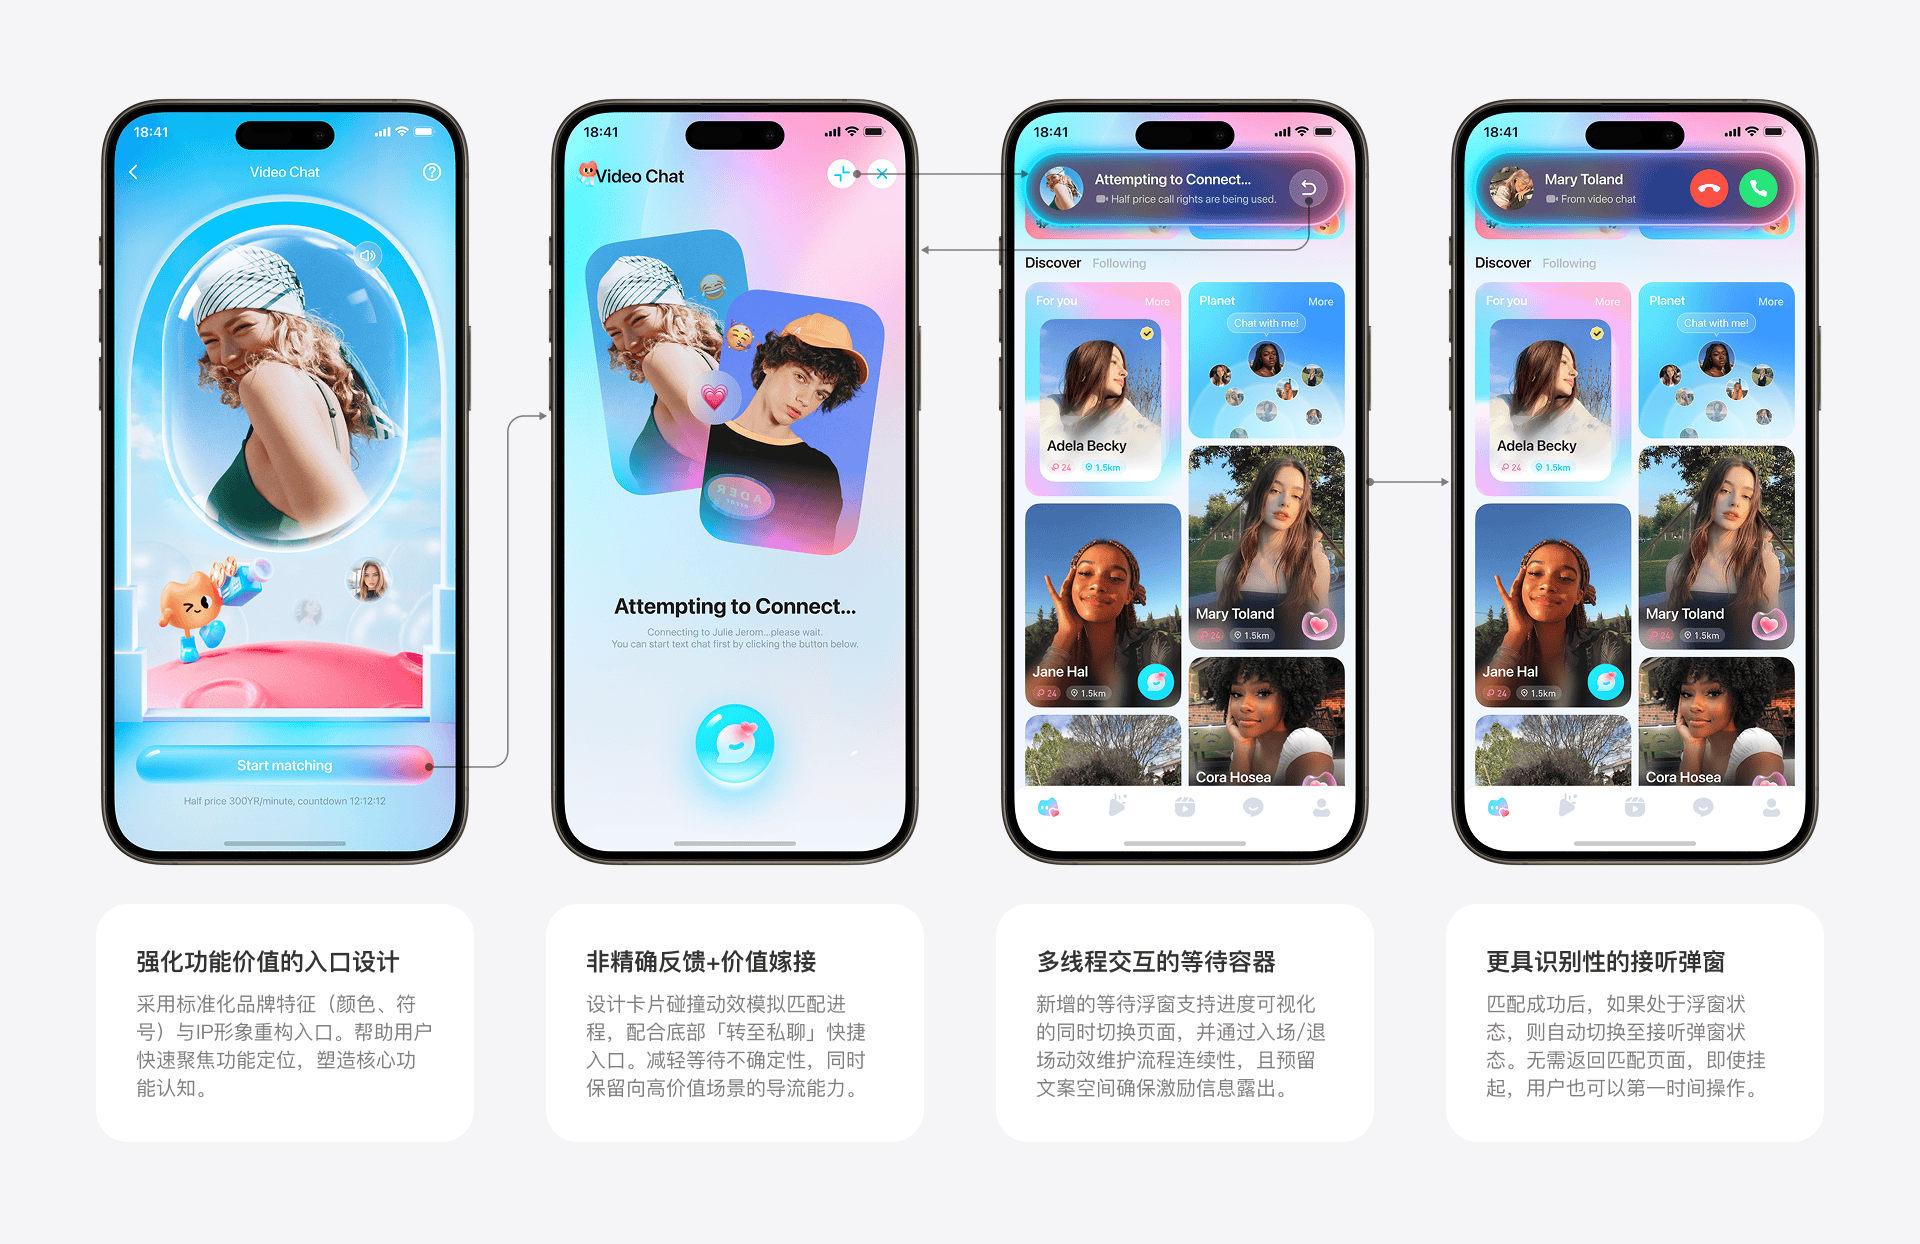 18:41
Video Chat
Start matching
Half price 300YR/minute, countdown 12:12:12
18:41
Video Chat
ADER
error
Attempting to Connect...
Connecting to Julie Jerom...please wait.
You can start text chat first by clicking the button below.
18:41
Attempting to Connect...
Half price call rights are being used.
Discover Following
For you More
Adela Becky
24 1.5km
Planet More
Chat with me!
Mary Toland
24 1.5km
Jane Hal
24 1.5km
Cora Hosea
18:41
Mary Toland
From video chat
Discover Following
For you More
Adela Becky
24 1.5km
Planet More
Chat with me!
Mary Toland
24 1.5km
Jane Hal
24 1.5km
Cora Hosea
强化功能价值的入口设计
采用标准化品牌特征（颜色、符
号）与IP形象重构入口。帮助用户
快速聚焦功能定位，塑造核心功
能认知。
非精确反馈+价值嫁接
设计卡片碰撞动效模拟匹配进
程，配合底部「转至私聊」快捷
入口。减轻等待不确定性，同时
保留向高价值场景的导流能力。
多线程交互的等待容器
新增的等待浮窗支持进度可视化
的同时切换页面，并通过入场/退
场动效维护流程连续性，且预留
文案空间确保激励信息露出。
更具识别性的接听弹窗
匹配成功后，如果处于浮窗状
态，则自动切换至接听弹窗状
态。无需返回匹配页面，即使挂
起，用户也可以第一时间操作。